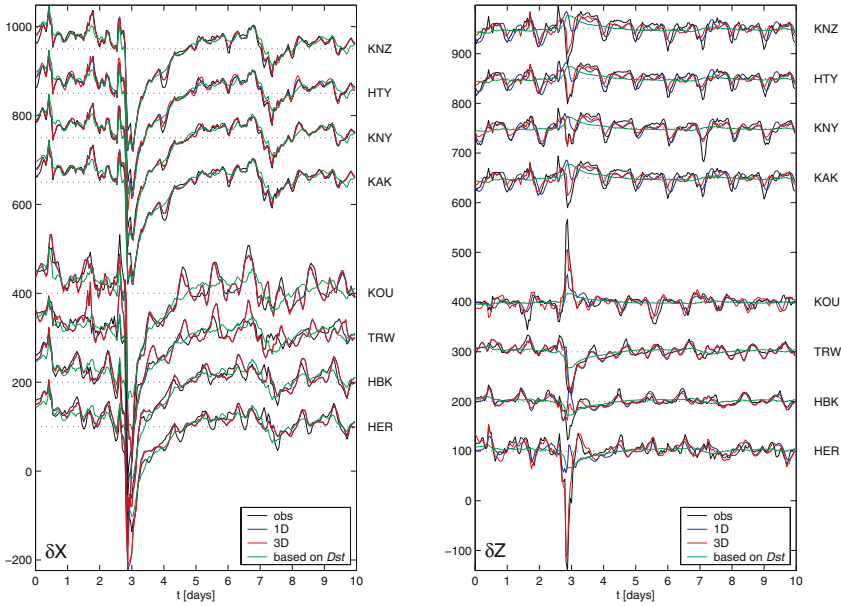 1000
800
600
400
200
0
−200
KNZ
HTY
KNY
KAK
KOU
TRW
HBK
HER
δX
obs
1D
3D
based on Dst
0 1 2 3 4 5 6 7 8 9 10
t [days]
900
800
700
600
500
400
300
200
100
0
−100
KNZ
HTY
KNY
KAK
KOU
TRW
HBK
HER
δZ
obs
1D
3D
based on Dst
0 1 2 3 4 5 6 7 8 9 10
t [days]